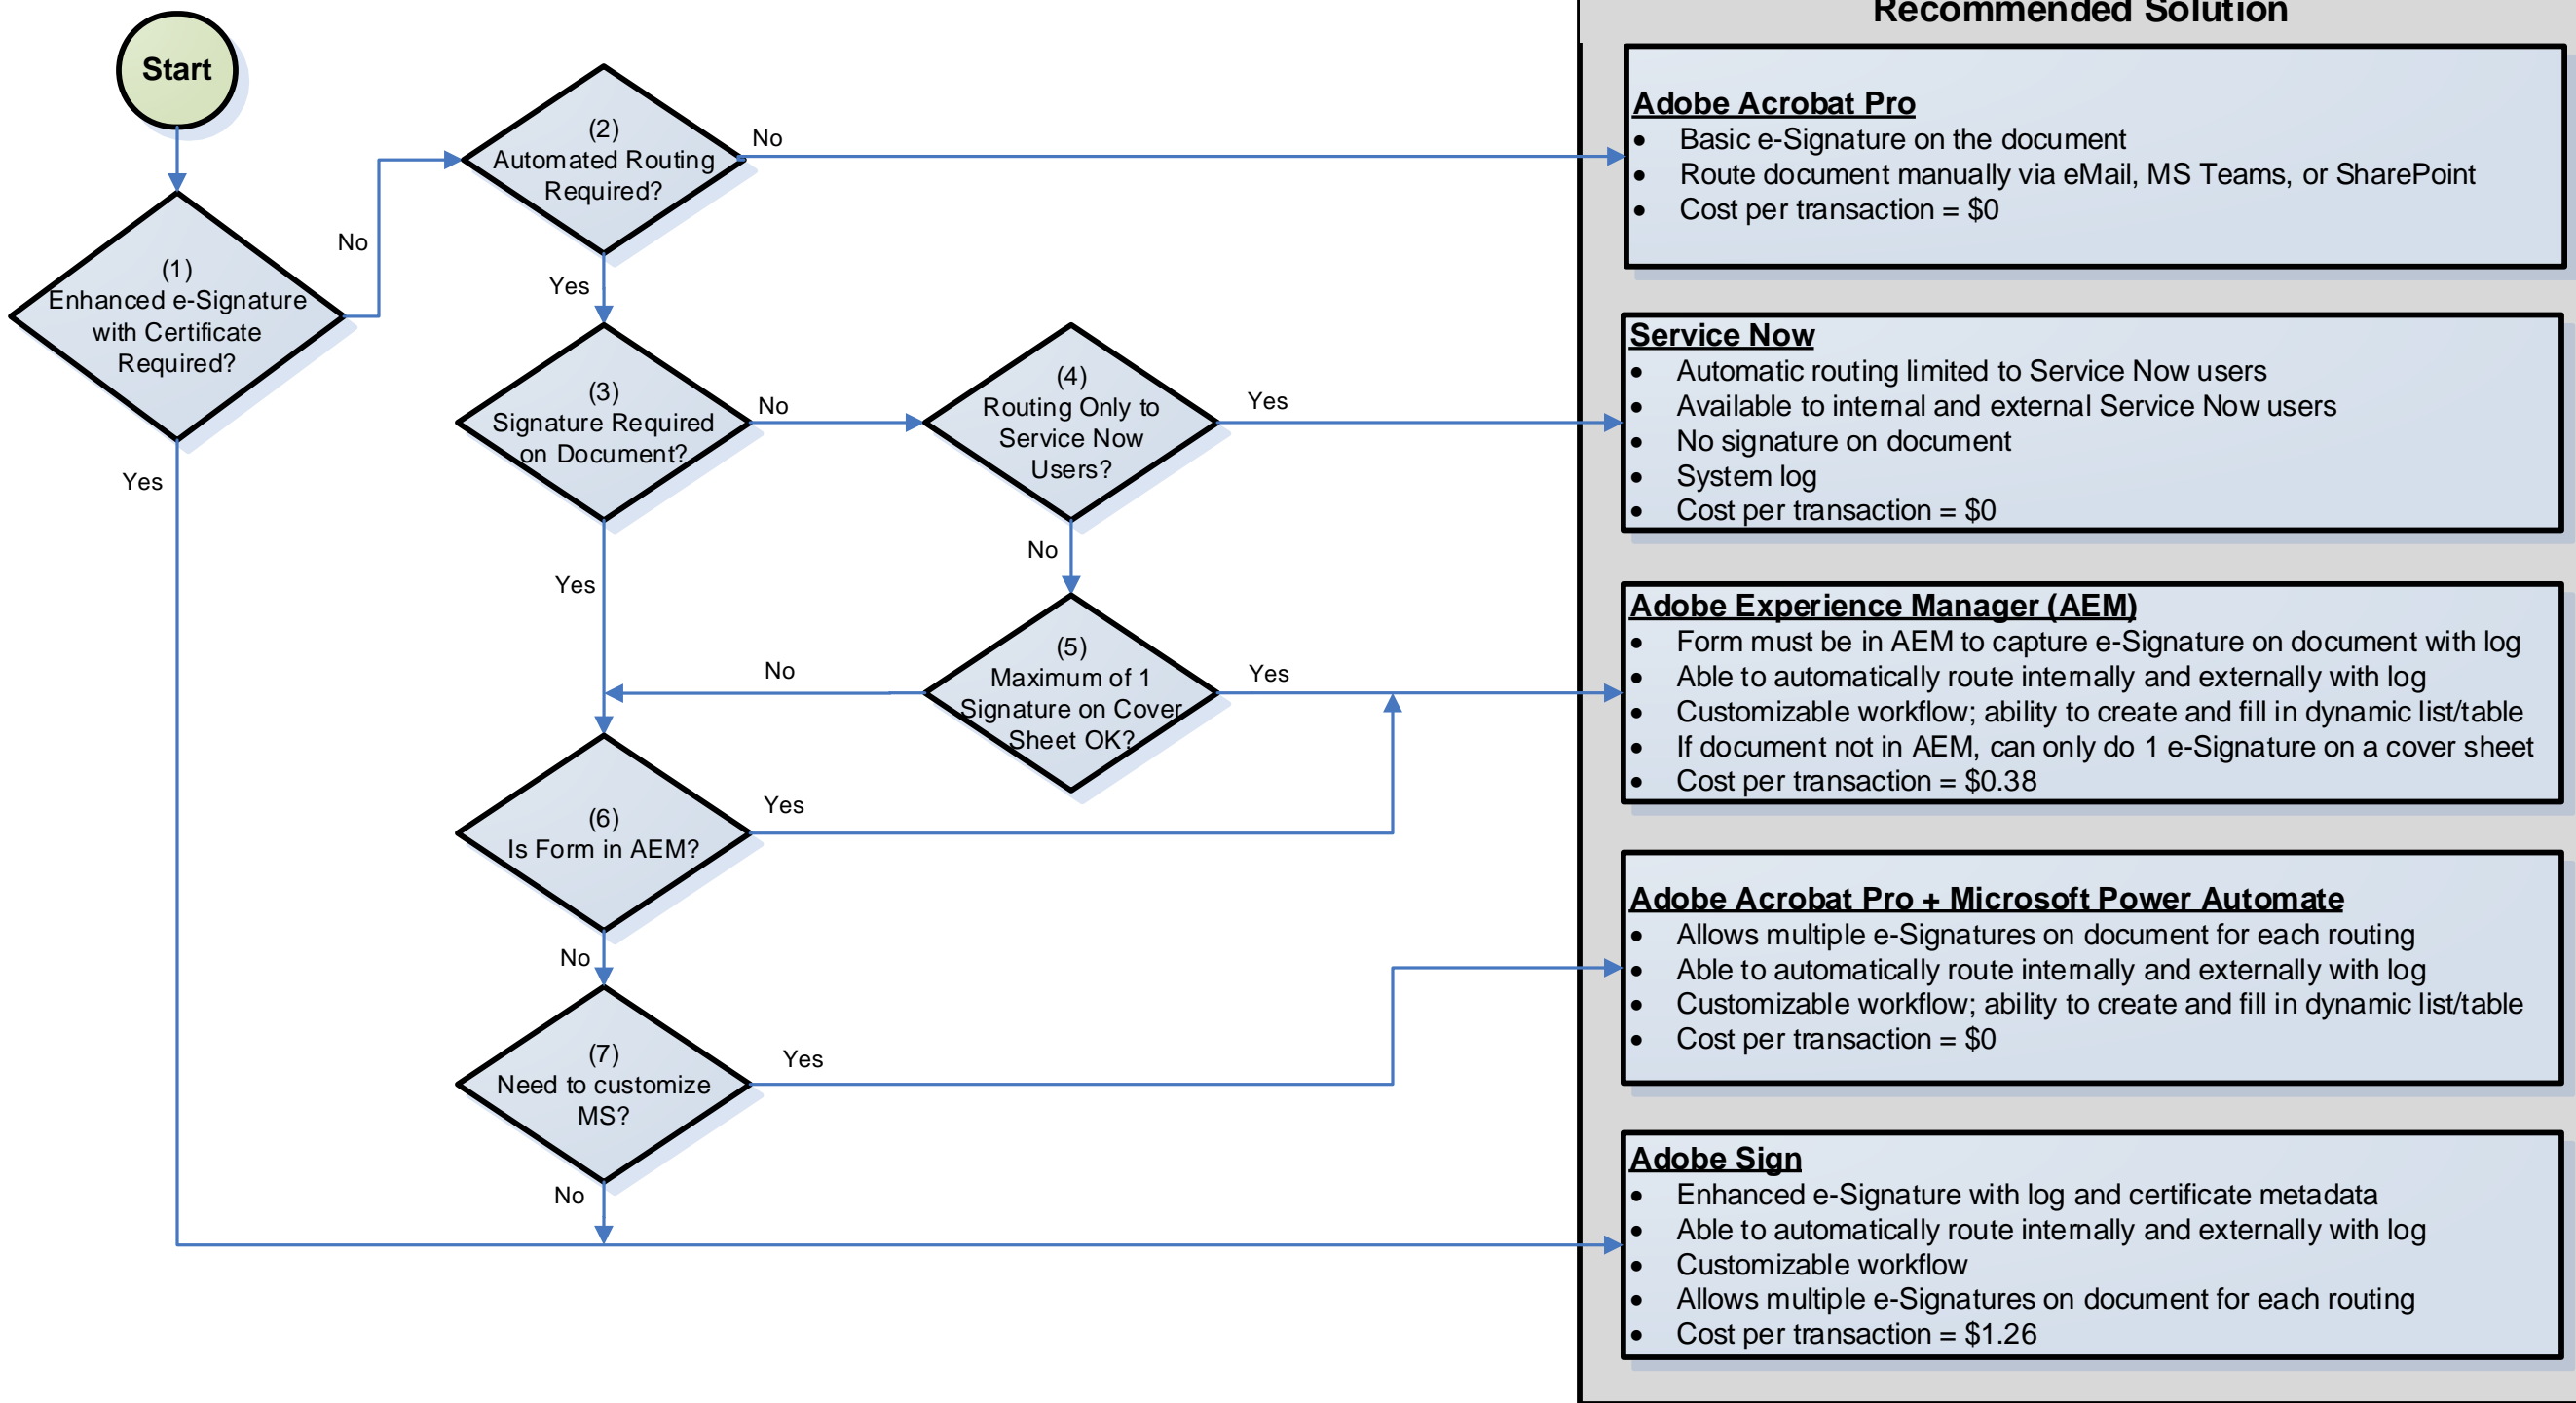 Recommended Solution
Start
(1)
Enhanced e-Signature
with Certificate
Required?
No
Yes
(2)
Automated Routing
Required?
No
Yes
(3)
Signature Required
on Document?
No
Yes
(4)
Routing Only to
Service Now
Users?
Yes
No
(5)
Maximum of 1
Signature on Cover
Sheet OK?
No
Yes
(6)
Is Form in AEM?
Yes
No
(7)
Need to customize
MS?
Yes
No
Adobe Acrobat Pro
• Basic e-Signature on the document
• Route document manually via eMail, MS Teams, or SharePoint
• Cost per transaction = $0
Service Now
• Automatic routing limited to Service Now users
• Available to internal and external Service Now users
• No signature on document
• System log
• Cost per transaction = $0
Adobe Experience Manager (AEM)
• Form must be in AEM to capture e-Signature on document with log
• Able to automatically route internally and externally with log
• Customizable workflow; ability to create and fill in dynamic list/table
• If document not in AEM, can only do 1 e-Signature on a cover sheet
• Cost per transaction = $0.38
Adobe Acrobat Pro + Microsoft Power Automate
• Allows multiple e-Signatures on document for each routing
• Able to automatically route internally and externally with log
• Customizable workflow; ability to create and fill in dynamic list/table
• Cost per transaction = $0
Adobe Sign
• Enhanced e-Signature with log and certificate metadata
• Able to automatically route internally and externally with log
• Customizable workflow
• Allows multiple e-Signatures on document for each routing
• Cost per transaction = $1.26